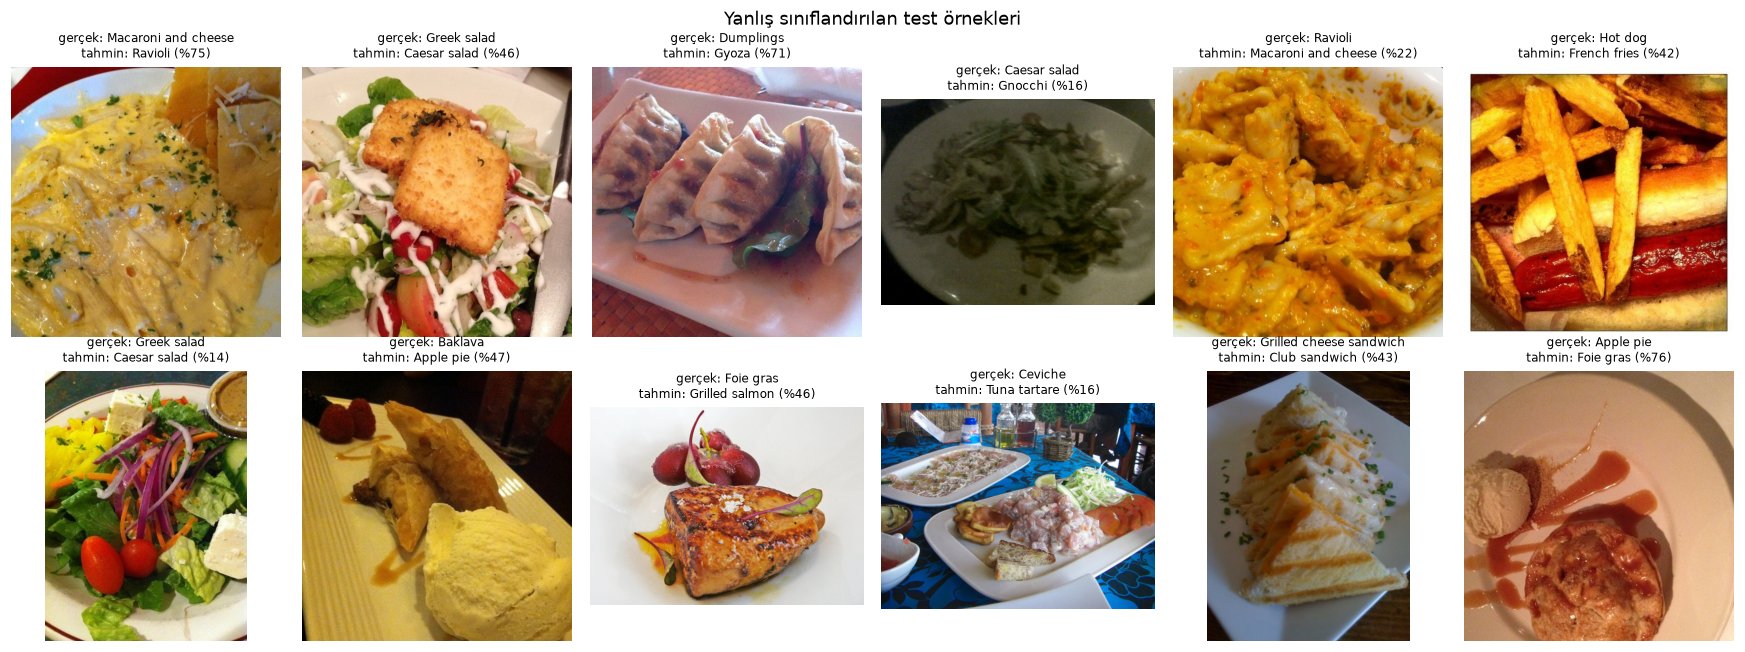 Yanlış sınıflandırılan test örnekleri
gerçek: Macaroni and cheese
tahmin: Ravioli (%75)
gerçek: Greek salad
tahmin: Caesar salad (%46)
gerçek: Dumplings
tahmin: Gyoza (%71)
gerçek: Caesar salad
tahmin: Gnocchi (%16)
gerçek: Ravioli
tahmin: Macaroni and cheese (%22)
gerçek: Hot dog
tahmin: French fries (%42)
gerçek: Greek salad
tahmin: Caesar salad (%14)
gerçek: Baklava
tahmin: Apple pie (%47)
gerçek: Foie gras
tahmin: Grilled salmon (%46)
gerçek: Ceviche
tahmin: Tuna tartare (%16)
gerçek: Grilled cheese sandwich
tahmin: Club sandwich (%43)
gerçek: Apple pie
tahmin: Foie gras (%76)